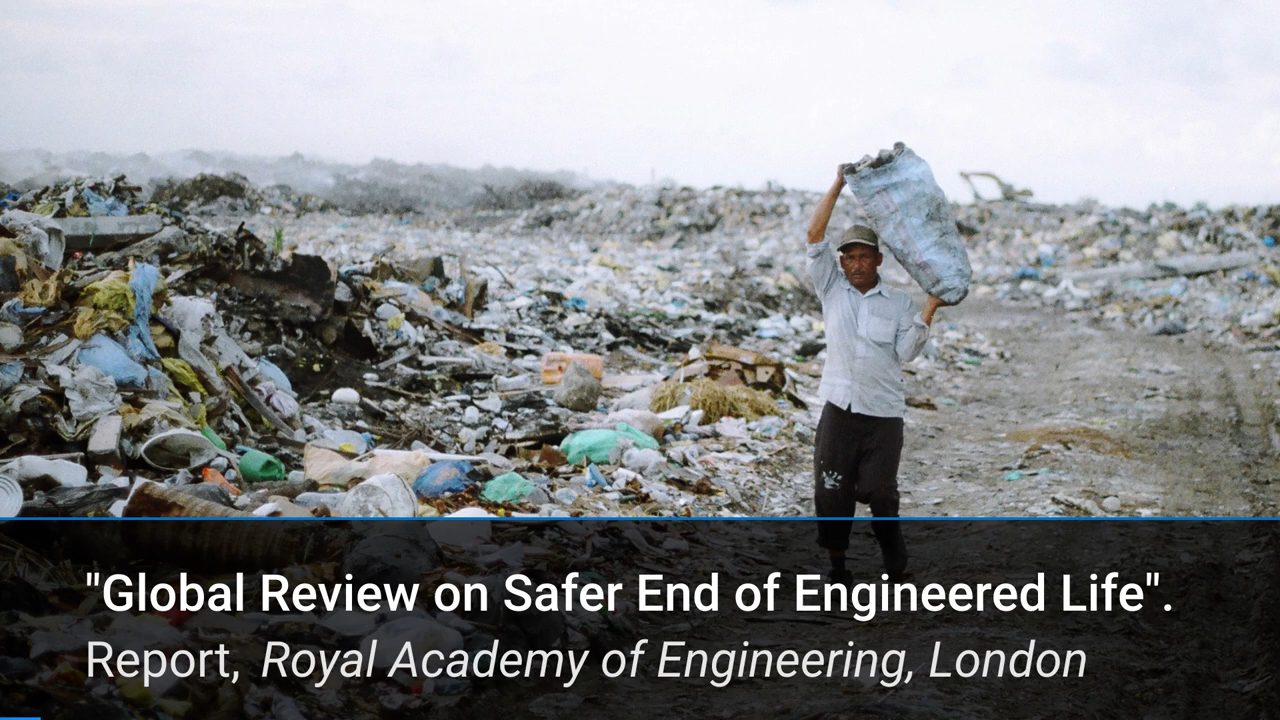 "Global Review on Safer End of Engineered Life".
Report, Royal Academy of Engineering, London